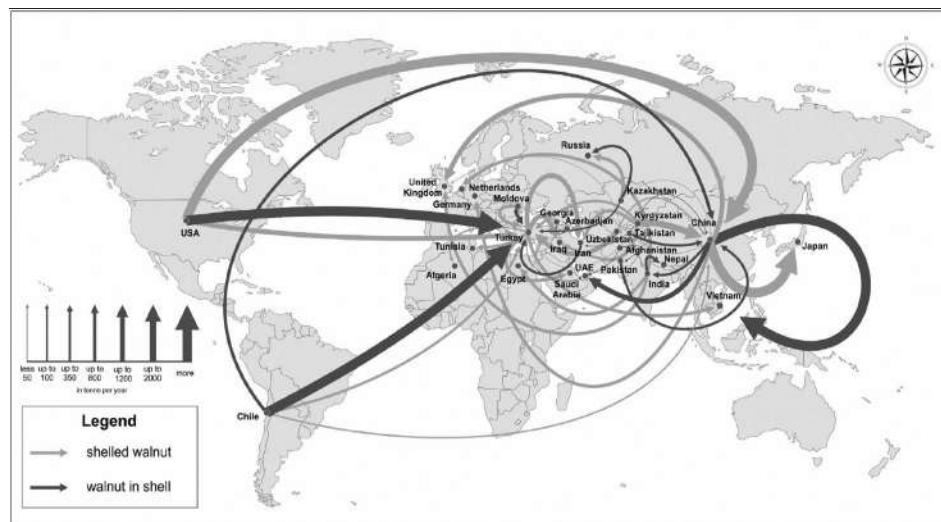 N
Russia
United
Kingdom
Netherlands
Germany
Moldova
Kazakhstan
Georgia
Azerbaidjan
Kyrgyzstan
China
USA
Turkey
Uzbekistan
Tajikistan
Japan
Tunisia
Iraq
Iran
Afghanistan
Nepal
Algeria
Egypt
UAE
Pakistan
Saudi
Arabia
India
Vietnam
less
50
up to
100
up to
350
up to
800
up to
1200
up to
2000
more
in tonns per year
Chile
Legend
shelled walnut
walnut in shell